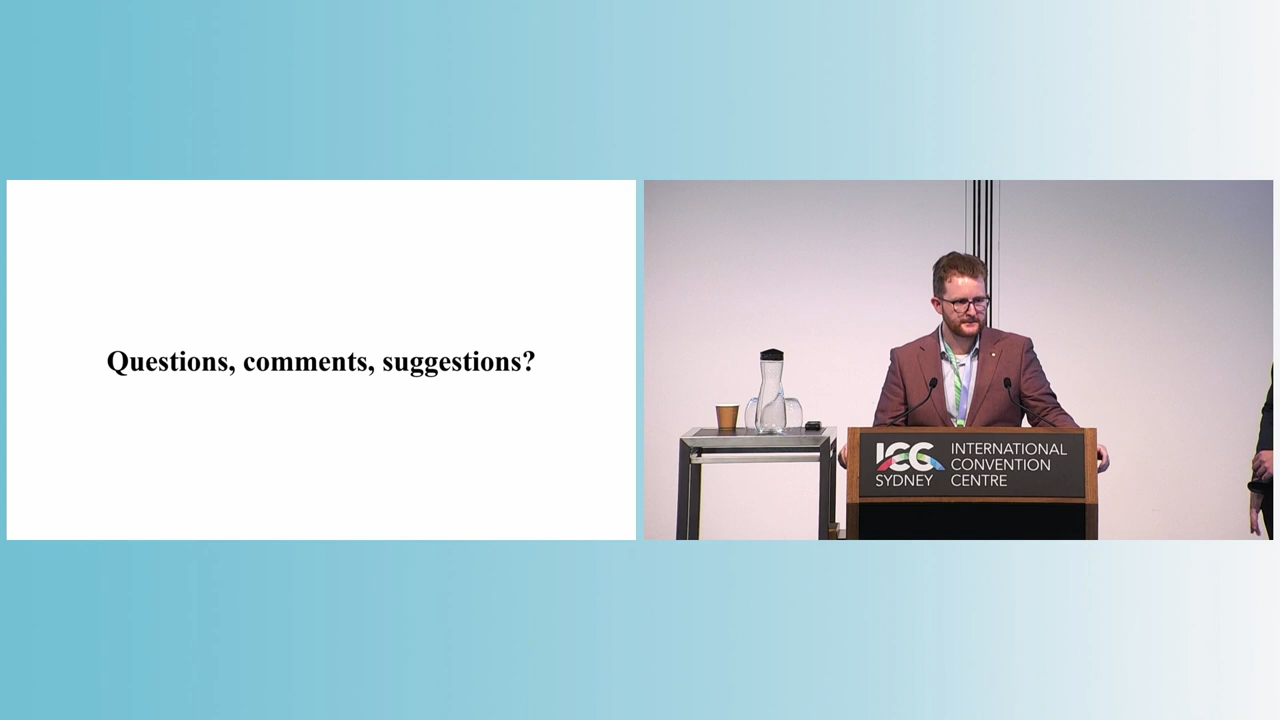 Questions, comments, suggestions?
ICC
SYDNEY
INTERNATIONAL
CONVENTION
CENTRE